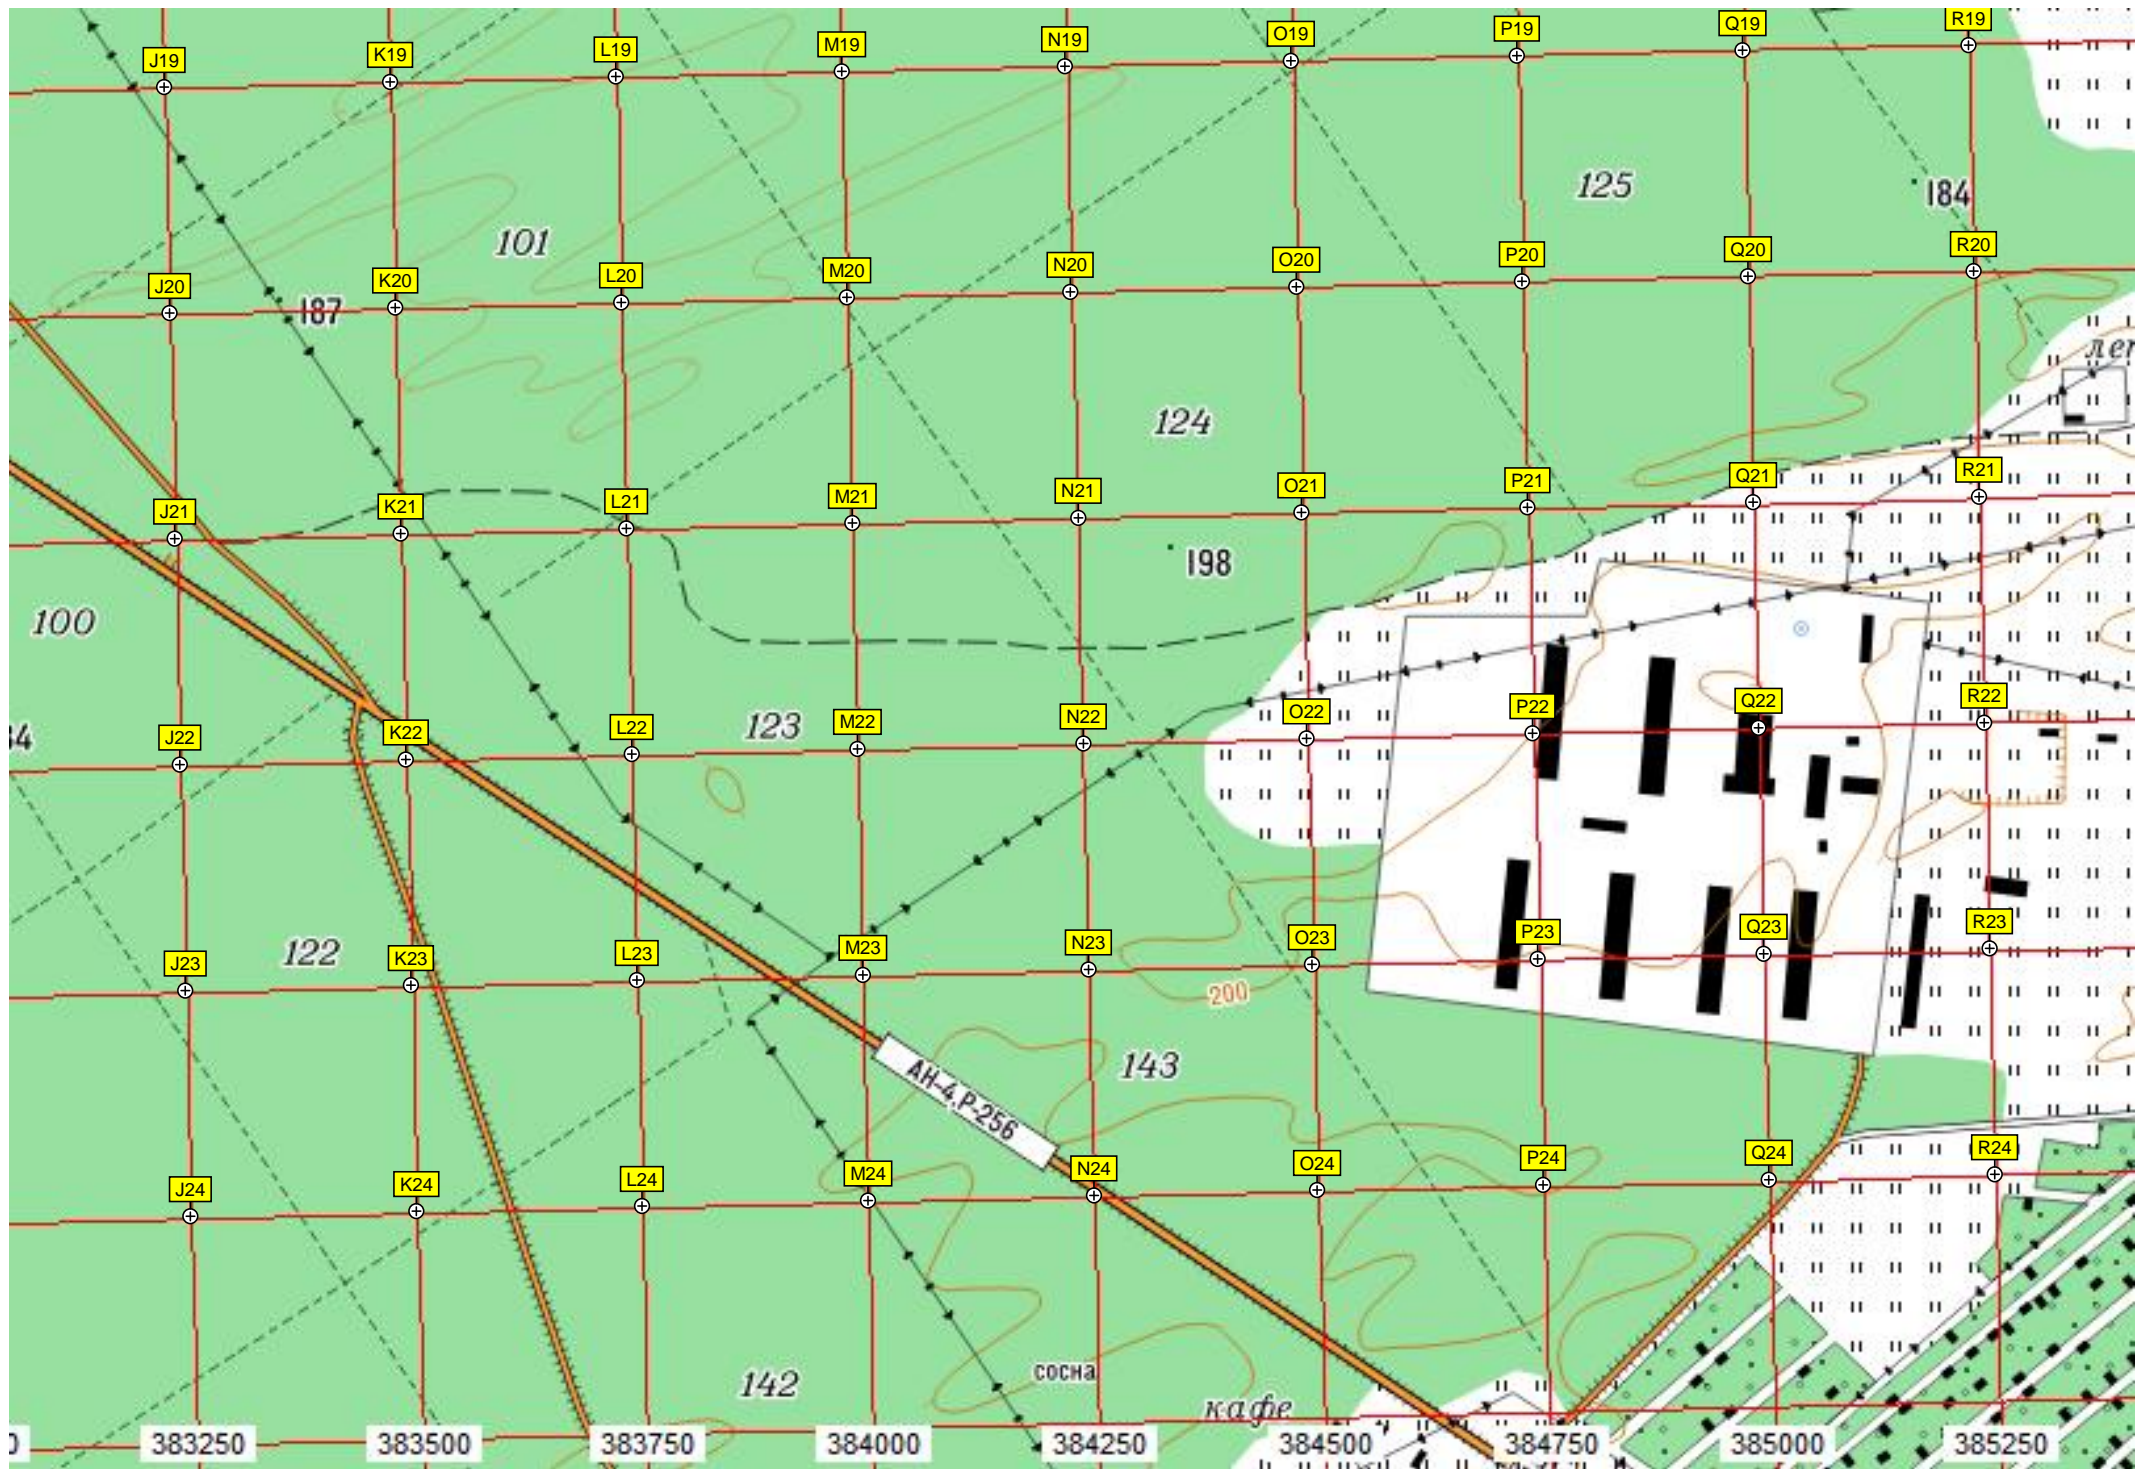 J19 K19 L19 M19 N19 O19 P19 Q19 R19
125 184
101
J20 K20 L20 M20 N20 O20 P20 Q20 R20
187
124
J21 K21 L21 M21 N21 O21 P21 Q21 R21
198
100
123
J22 K22 L22 M22 N22 O22 P22 Q22 R22
122
J23 K23 L23 M23 N23 O23 P23 Q23 R23
200
143
АН-4,Р-256
J24 K24 L24 M24 N24 O24 P24 Q24 R24
142
сосна
кафе
383250 383500 383750 384000 384250 384500 384750 385000 385250